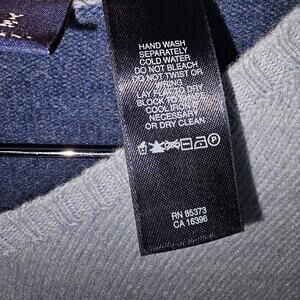 HAND WASH
SEPARATELY
COLD WATER
DO NOT BLEACH
DO NOT TWIST OR
LAY FLAT TO DRY
BLOCK TO
COOL IRON IF
NECESSARY
OR DRY CLEAN
RN 85373
CA 16396